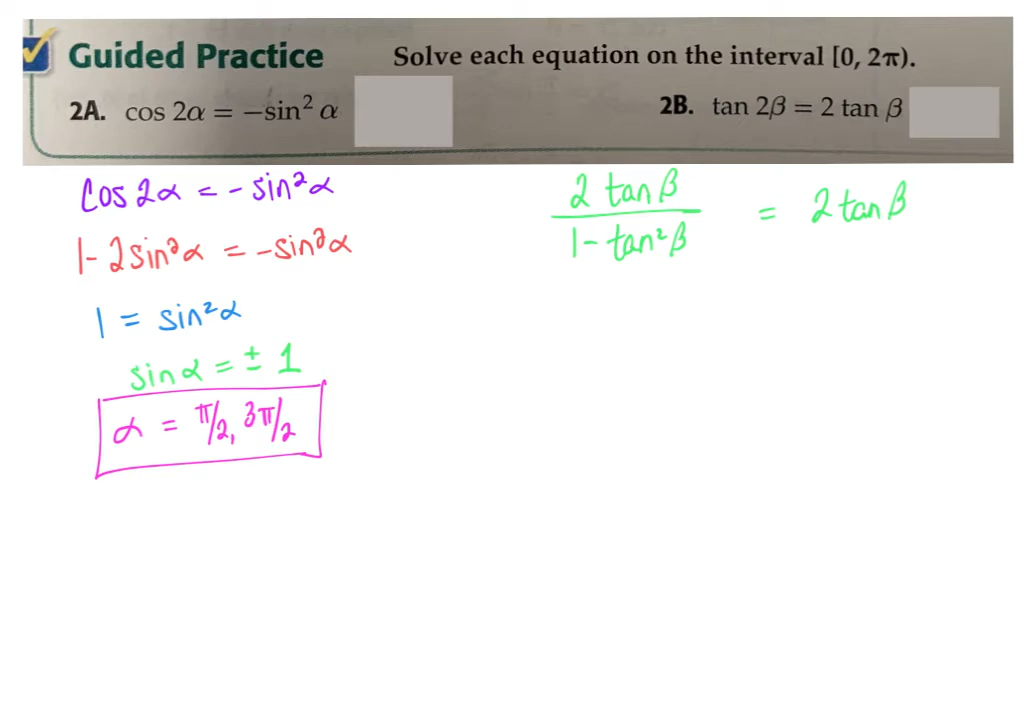 Guided Practice Solve each equation on the interval [0, 2π).
2A. cos 2α = −sin² α 2B. tan 2β = 2 tan β
cos 2α = - sin²α
1 - 2sin²α = -sin²α
1 = sin²α
sin α = ± 1
α = π/2, 3π/2
2 tan β / 1 - tan²β = 2 tan β